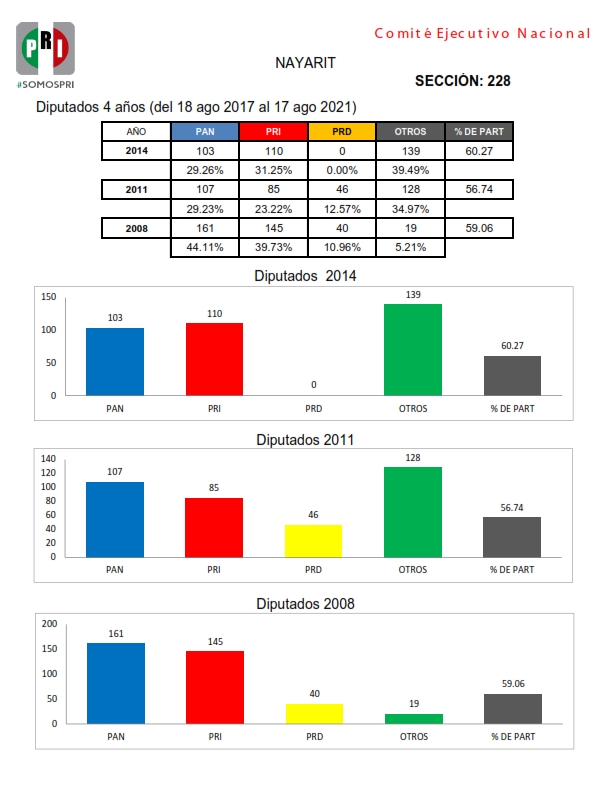 Comité Ejecutivo Nacional
PRI
#SOMOSPRI
NAYARIT
SECCIÓN: 228
Diputados 4 años (del 18 ago 2017 al 17 ago 2021)
AÑO PAN PRI PRD OTROS % DE PART
2014 103 110 0 139 60.27
29.26% 31.25% 0.00% 39.49%
2011 107 85 46 128 56.74
29.23% 23.22% 12.57% 34.97%
2008 161 145 40 19 59.06
44.11% 39.73% 10.96% 5.21%
Diputados 2014
150
100
50
0
103
110
0
139
60.27
PAN PRI PRD OTROS % DE PART
Diputados 2011
140
120
100
80
60
40
20
0
107
85
46
128
56.74
PAN PRI PRD OTROS % DE PART
Diputados 2008
200
150
100
50
0
161
145
40
19
59.06
PAN PRI PRD OTROS % DE PART